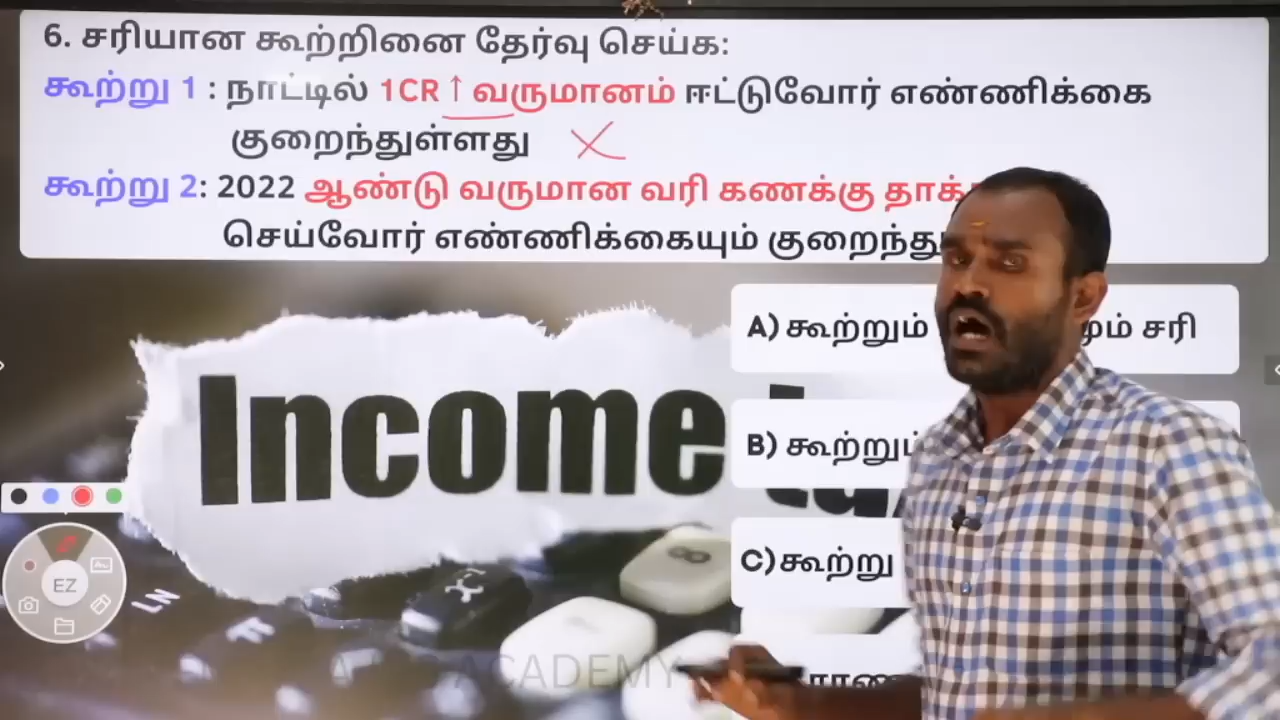 6. சரியான கூற்றினை தேர்வு செய்க:
கூற்று 1 : நாட்டில் 1CR ↑ வருமானம் ஈட்டுவோர் எண்ணிக்கை
குறைந்துள்ளது
கூற்று 2: 2022 ஆண்டு வருமான வரி கணக்கு
செய்வோர் எண்ணிக்கையும்
A) கூற்றும் சரி
Income
B)
C) கூற்று
EZ
LN
ACADEMY